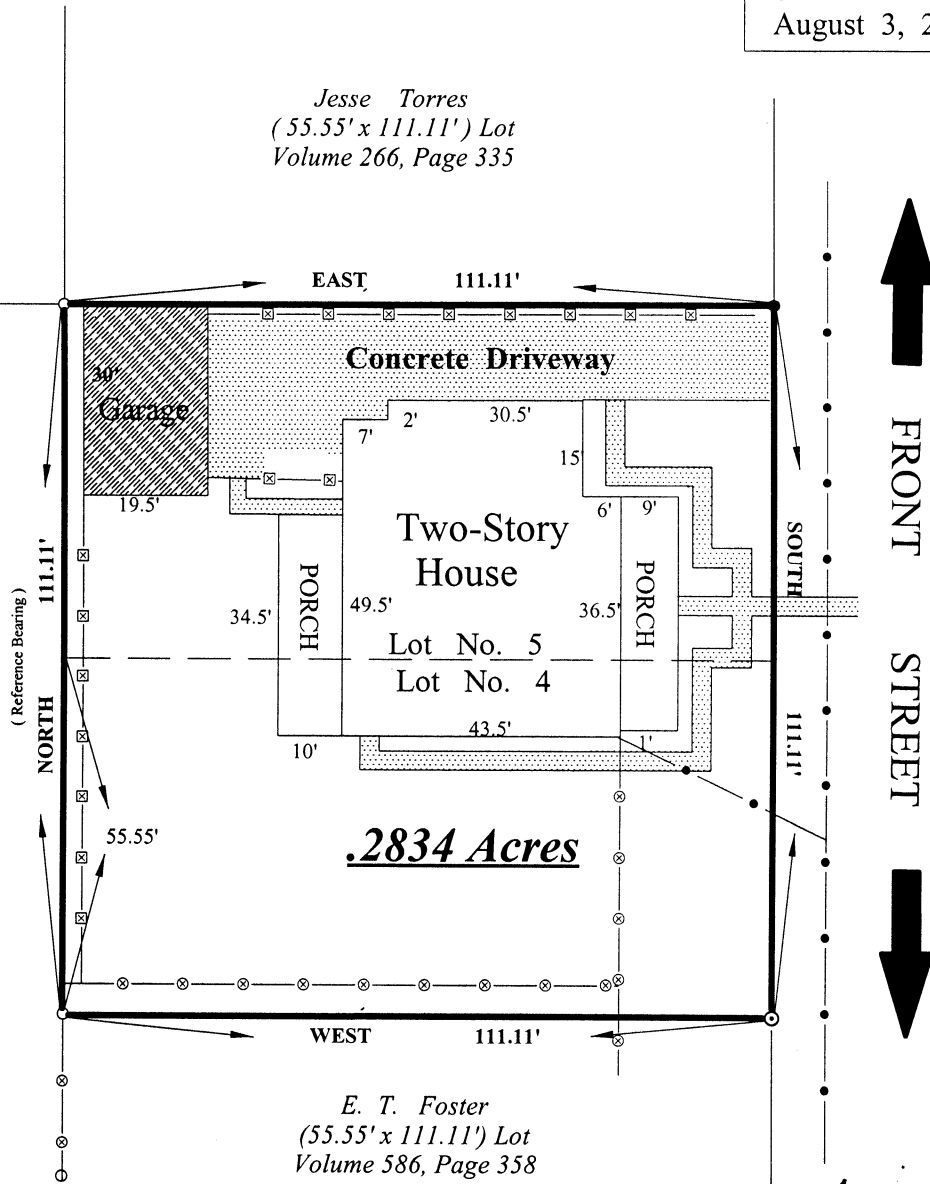 August 3, 2
Jesse Torres
( 55.55' x 111.11' ) Lot
Volume 266, Page 335
EAST 111.11'
Concrete Driveway
30'
Garage
19.5'
7'
2'
30.5'
15'
6'
9'
Two-Story
House
PORCH
34.5'
49.5'
36.5'
PORCH
Lot No. 5
Lot No. 4
43.5'
10'
1'
( Reference Bearing )
NORTH 111.11'
SOUTH 111.11'
FRONT STREET
55.55'
.2834 Acres
WEST 111.11'
E. T. Foster
(55.55' x 111.11') Lot
Volume 586, Page 358